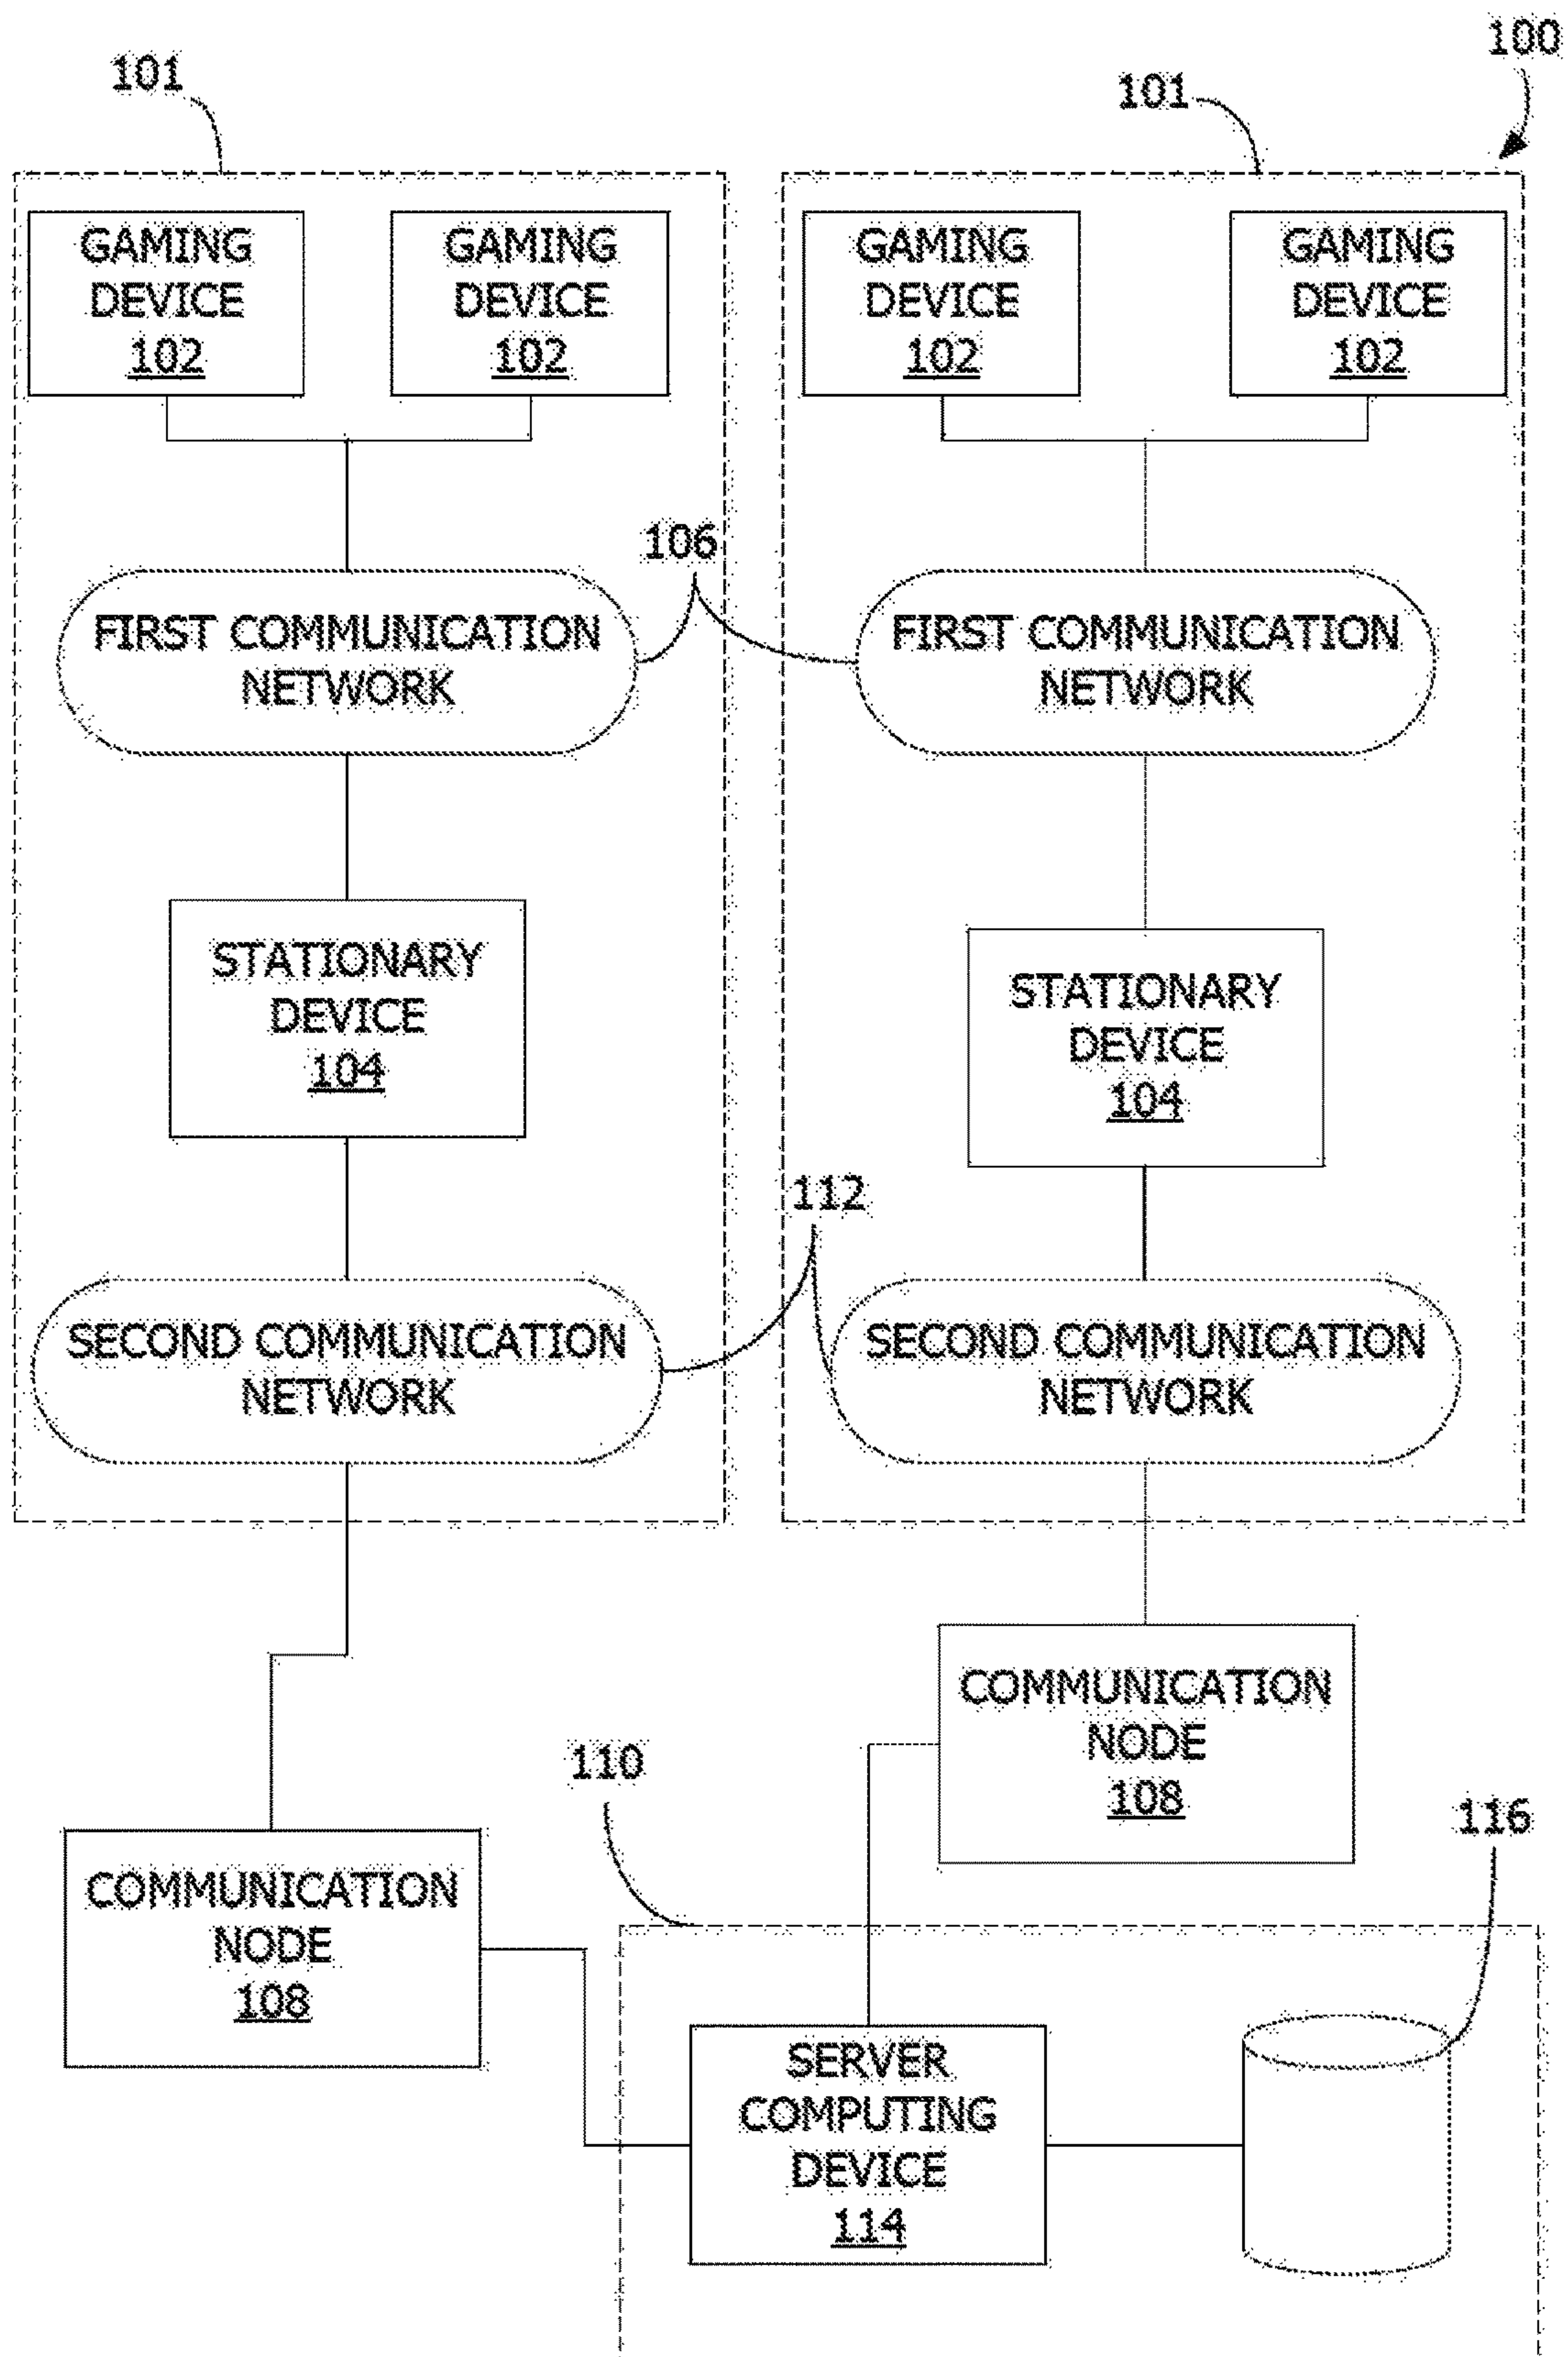 100
101
101
GAMING
DEVICE
102
GAMING
DEVICE
102
GAMING
DEVICE
102
GAMING
DEVICE
102
106
FIRST COMMUNICATION
NETWORK
FIRST COMMUNICATION
NETWORK
STATIONARY
DEVICE
104
STATIONARY
DEVICE
104
112
SECOND COMMUNICATION
NETWORK
SECOND COMMUNICATION
NETWORK
COMMUNICATION
NODE
108
110
116
COMMUNICATION
NODE
108
SERVER
COMPUTING
DEVICE
114